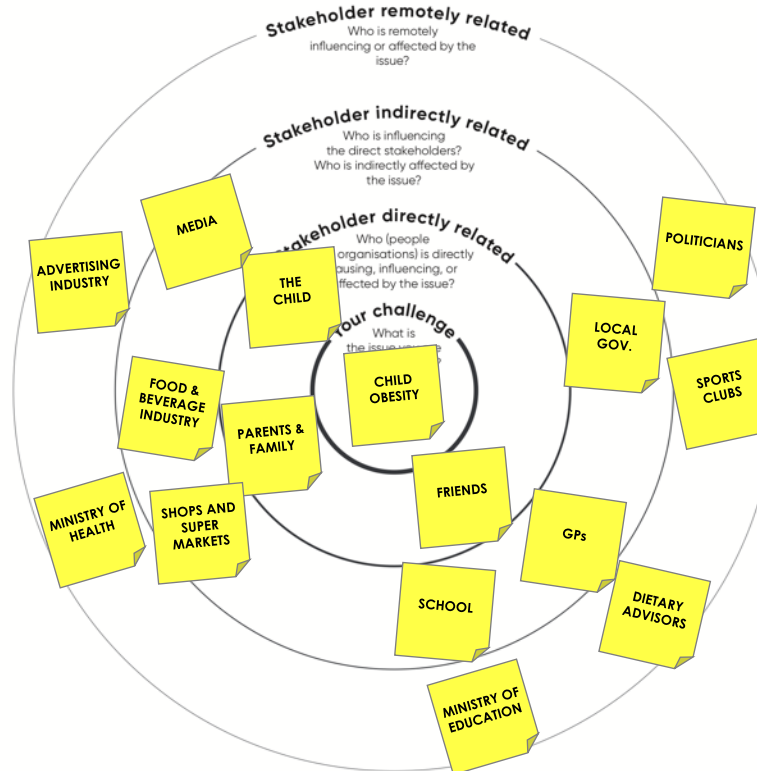 Stakeholder remotely related
Who is remotely
influencing or affected by the
issue?
Stakeholder indirectly related
Who is influencing
the direct stakeholders?
Who is indirectly affected by
the issue?
MEDIA
POLITICIANS
ADVERTISING
INDUSTRY
stakeholder directly related
Who (people
organisations) is directly
ausing, influencing, or
ffected by the issue?
THE
CHILD
Your challenge
What is
the issue
?
LOCAL
GOV.
SPORTS
CLUBS
FOOD &
BEVERAGE
INDUSTRY
CHILD
OBESITY
PARENTS &
FAMILY
FRIENDS
MINISTRY OF
HEALTH
SHOPS AND
SUPER
MARKETS
GPs
SCHOOL
DIETARY
ADVISORS
MINISTRY OF
EDUCATION